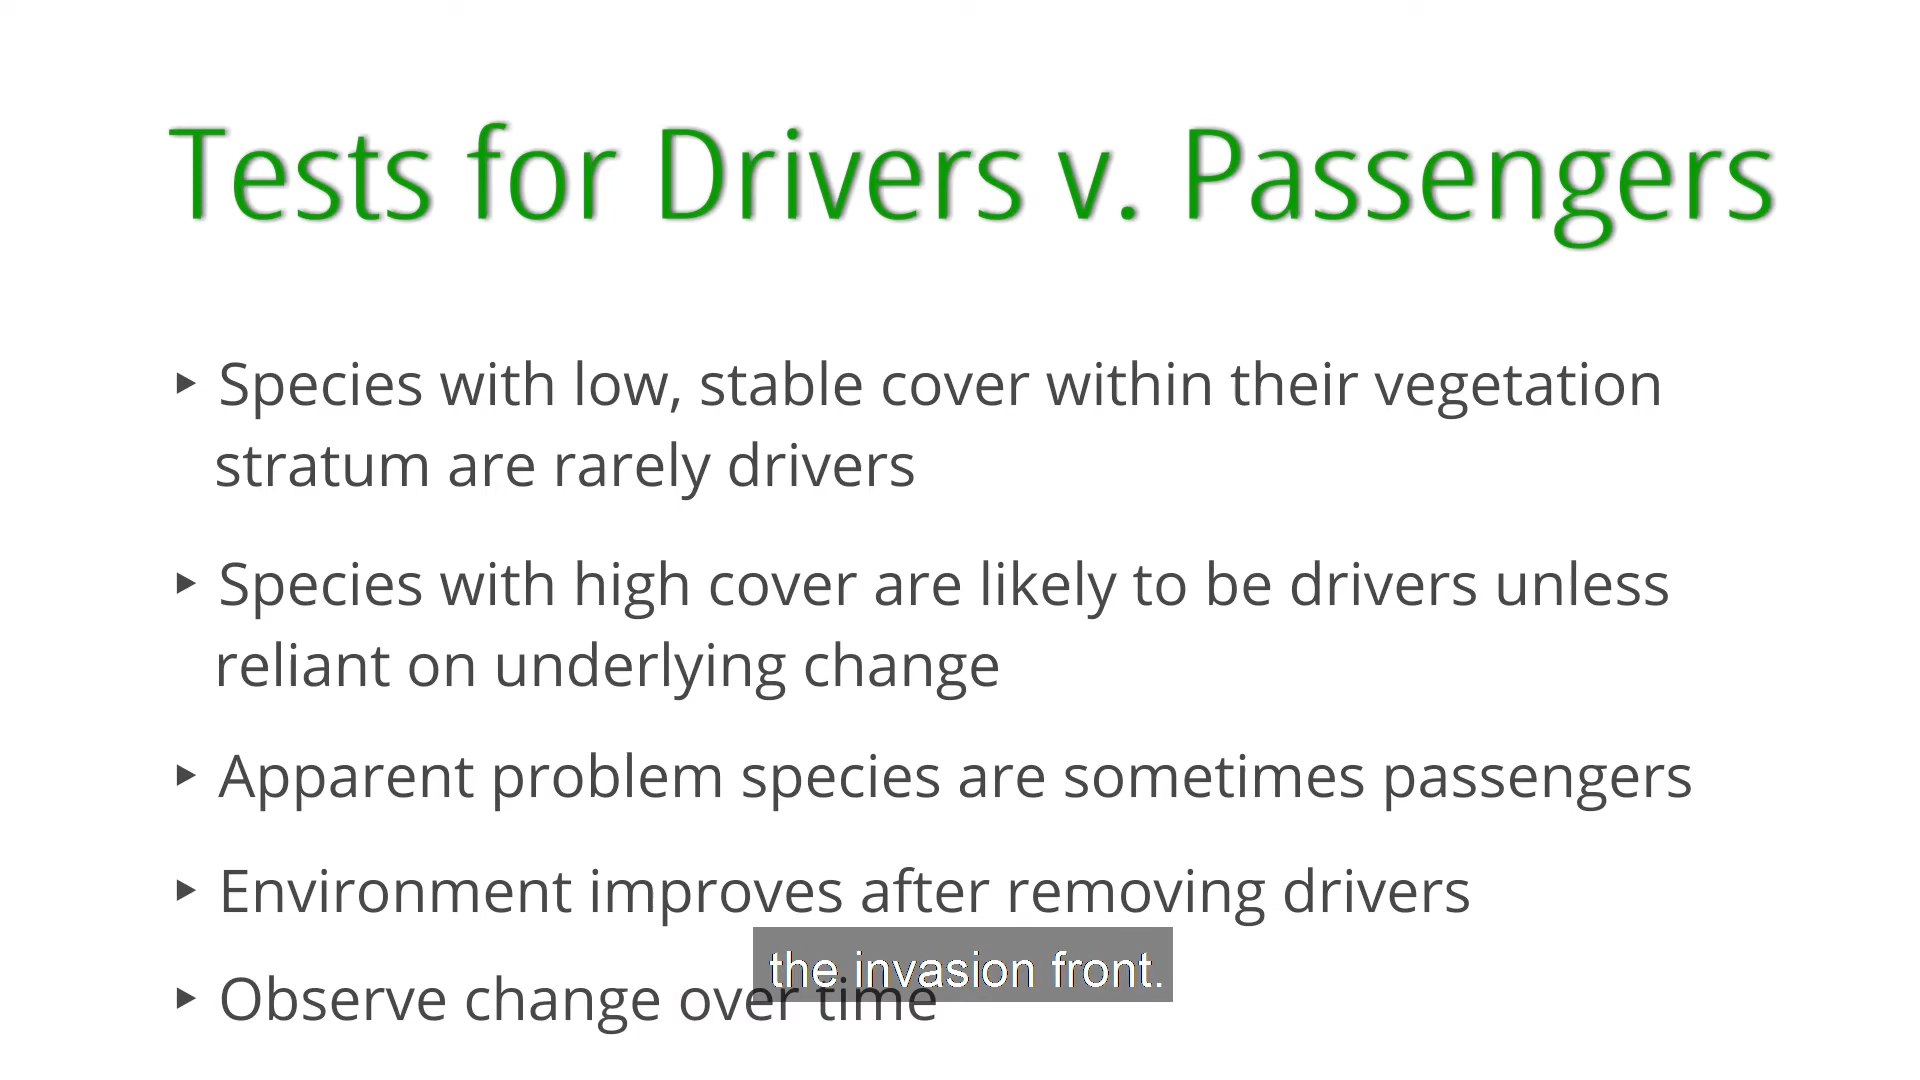 Tests for Drivers v. Passengers
‣ Species with low, stable cover within their vegetation
stratum are rarely drivers
‣ Species with high cover are likely to be drivers unless
reliant on underlying change
‣ Apparent problem species are sometimes passengers
‣ Environment improves after removing drivers
the invasion front.
‣ Observe change over time